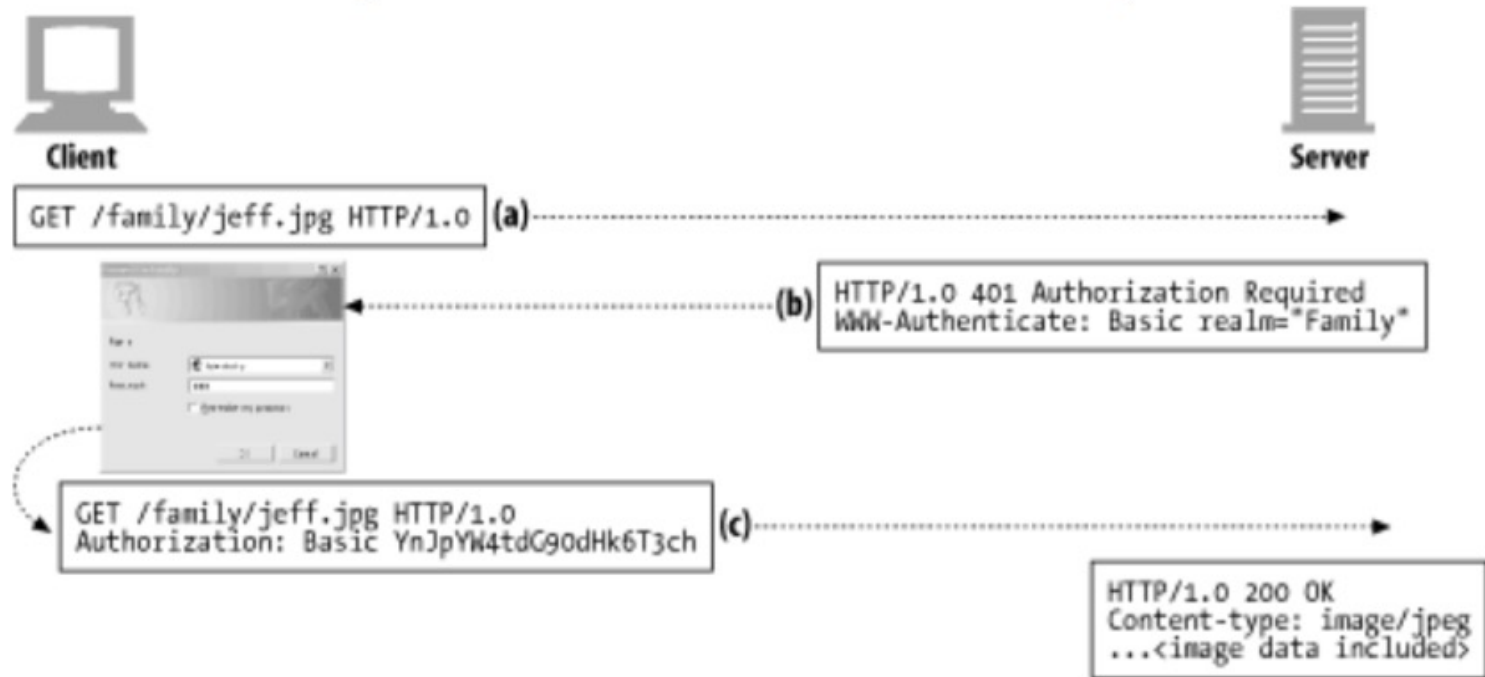 Client
Server
GET /family/jeff.jpg HTTP/1.0 (a)
(b) HTTP/1.0 401 Authorization Required
WWW-Authenticate: Basic realm="Family"
GET /family/jeff.jpg HTTP/1.0
Authorization: Basic YnJpYW4tdG90dHk6T3ch (c)
HTTP/1.0 200 OK
Content-type: image/jpeg
...<image data included>